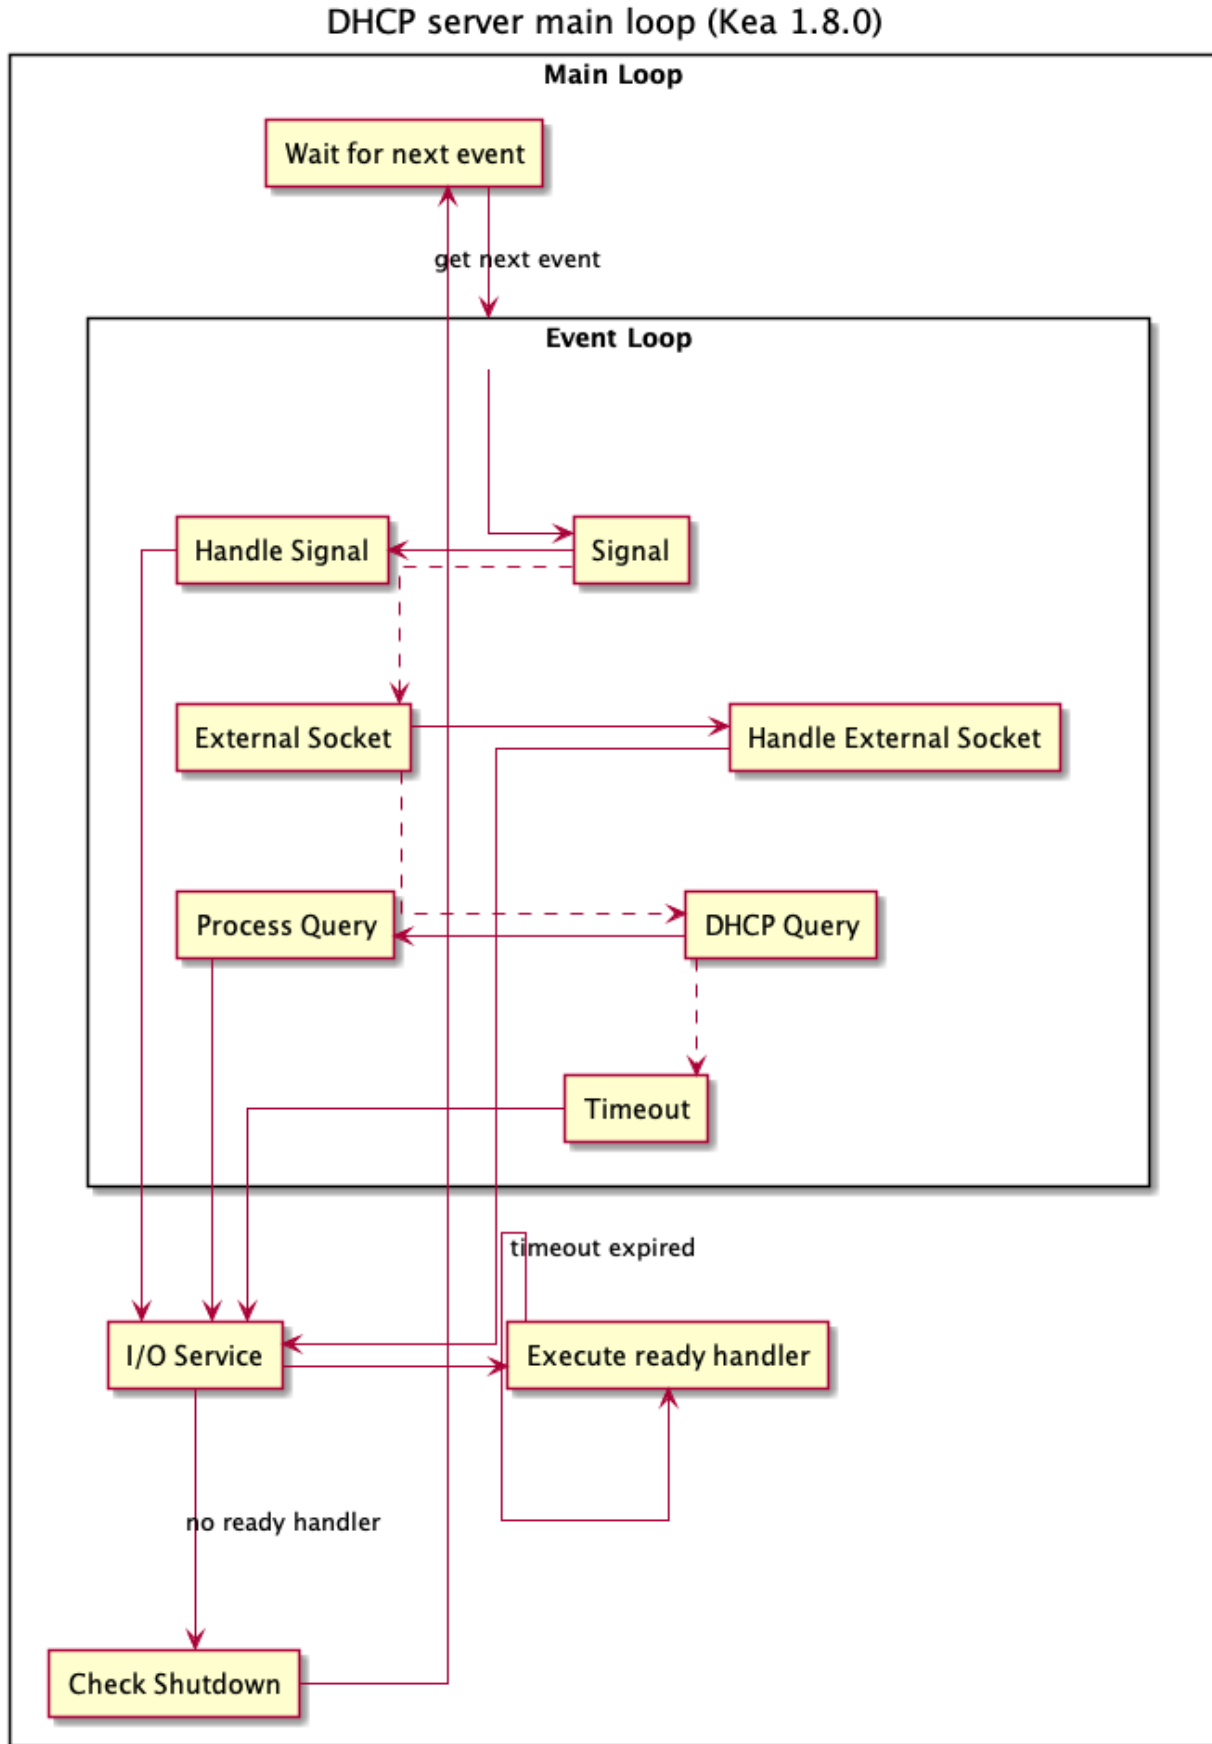 DHCP server main loop (Kea 1.8.0)
Main Loop
Wait for next event
get next event
Event Loop
Handle Signal
Signal
External Socket
Handle External Socket
Process Query
DHCP Query
Timeout
timeout expired
I/O Service
Execute ready handler
no ready handler
Check Shutdown